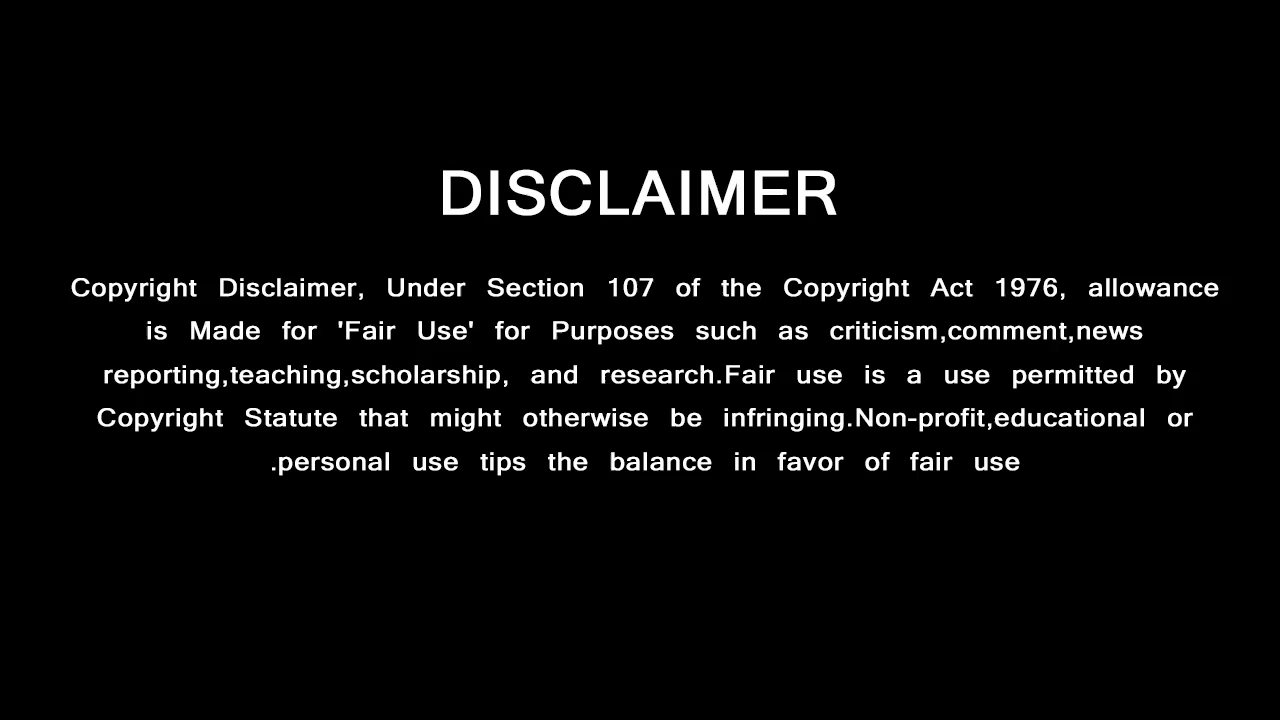 DISCLAIMER
Copyright Disclaimer, Under Section 107 of the Copyright Act 1976, allowance
is Made for 'Fair Use' for Purposes such as criticism,comment,news
reporting,teaching,scholarship, and research.Fair use is a use permitted by
Copyright Statute that might otherwise be infringing.Non-profit,educational or
.personal use tips the balance in favor of fair use